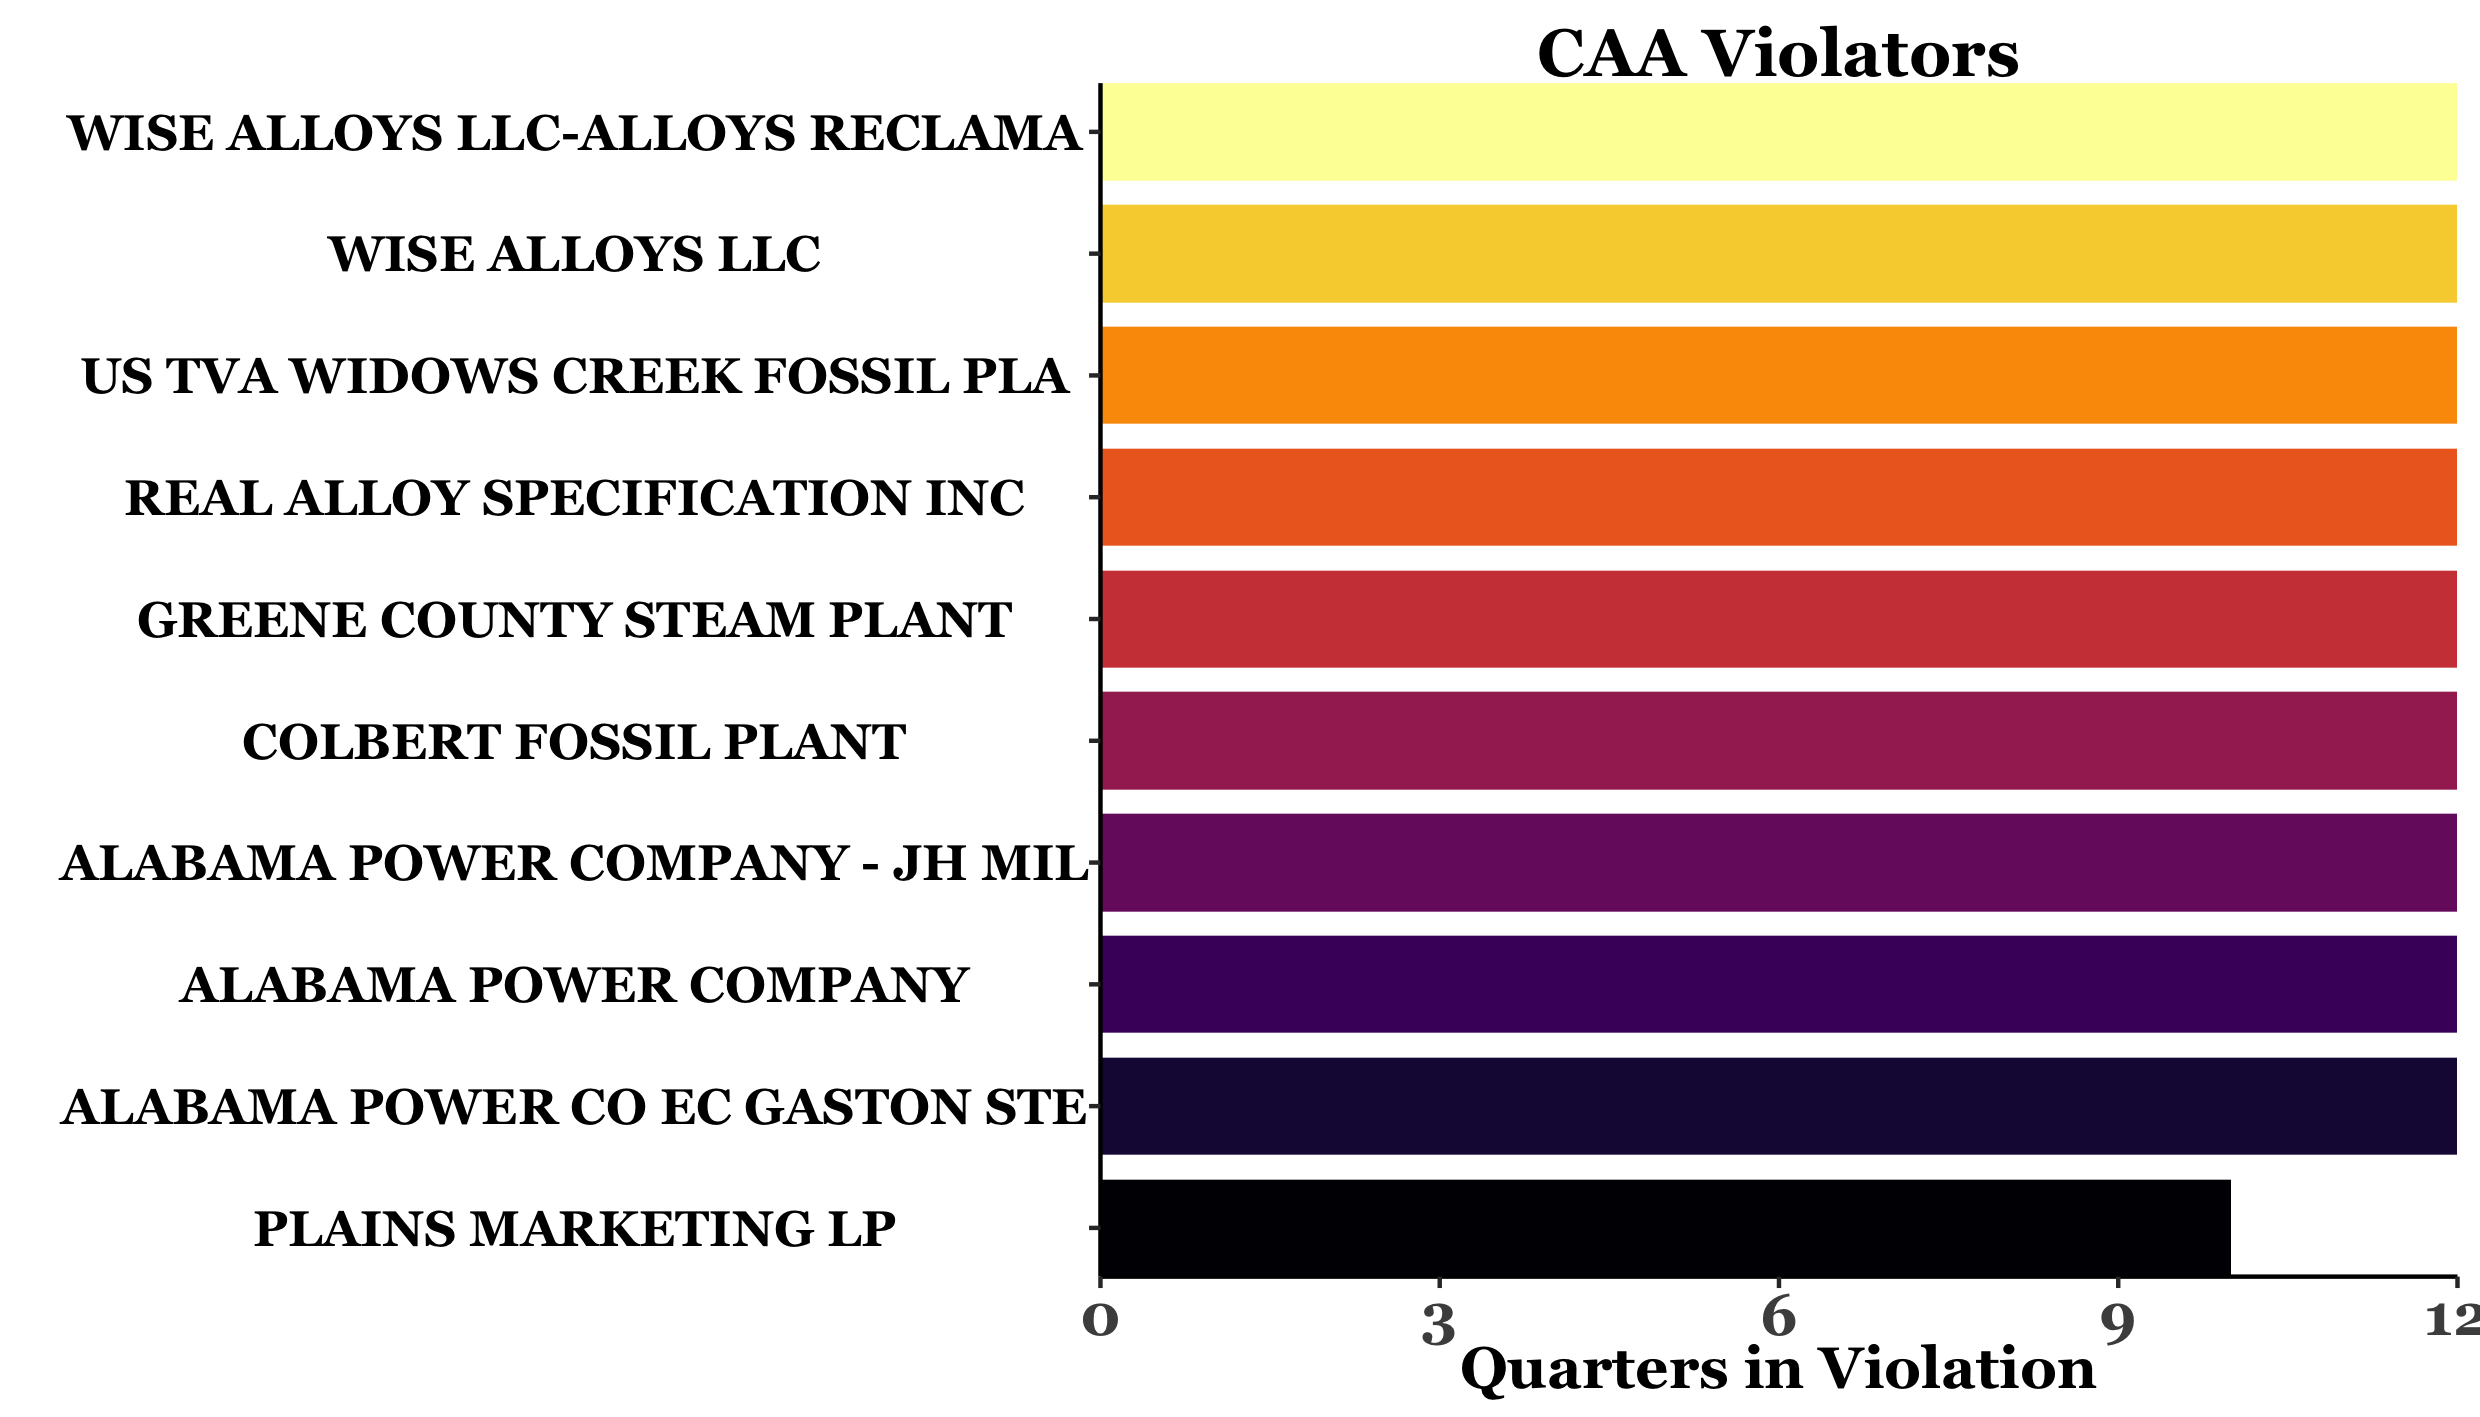 CAA Violators
WISE ALLOYS LLC-ALLOYS RECLAMA
WISE ALLOYS LLC
US TVA WIDOWS CREEK FOSSIL PLA
REAL ALLOY SPECIFICATION INC
GREENE COUNTY STEAM PLANT
COLBERT FOSSIL PLANT
ALABAMA POWER COMPANY - JH MIL
ALABAMA POWER COMPANY
ALABAMA POWER CO EC GASTON STE
PLAINS MARKETING LP
0 3 6 9 12
Quarters in Violation